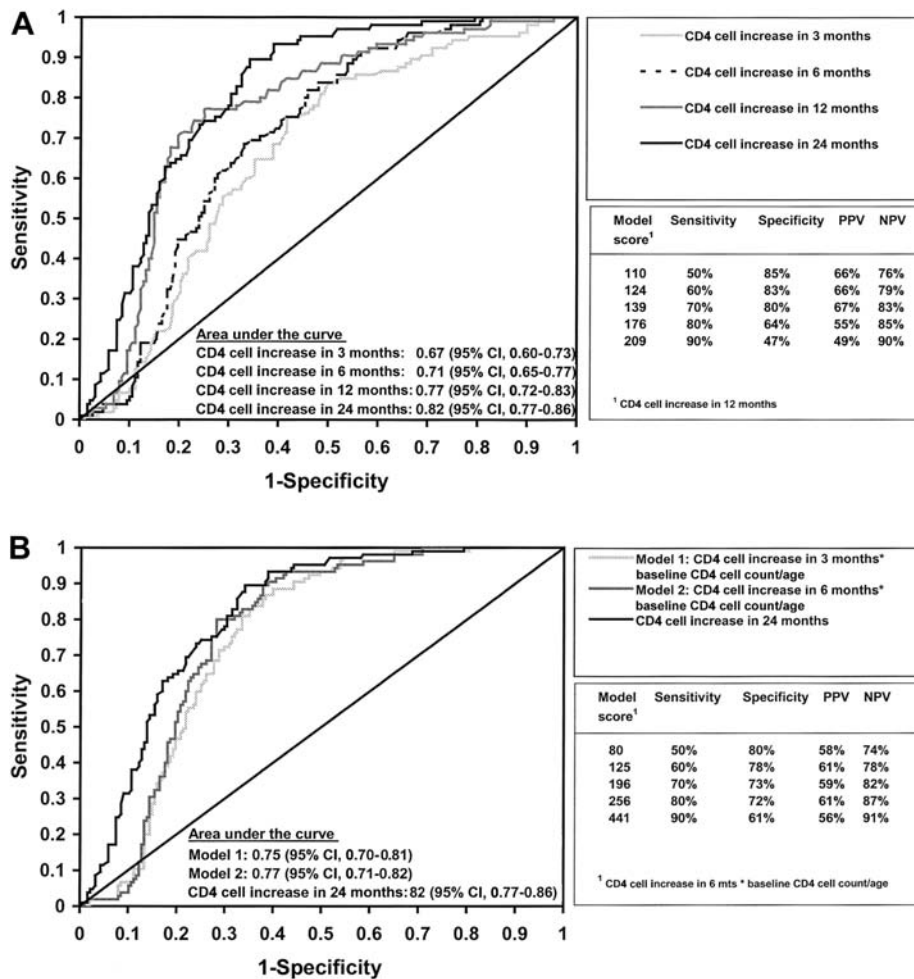 A
1
0.9
0.8
0.7
0.6
0.5
0.4
0.3
0.2
0.1
0
Sensitivity
Area under the curve
CD4 cell increase in 3 months: 0.67 (95% CI, 0.60-0.73)
CD4 cell increase in 6 months: 0.71 (95% CI, 0.65-0.77)
CD4 cell increase in 12 months: 0.77 (95% CI, 0.72-0.83)
CD4 cell increase in 24 months: 0.82 (95% CI, 0.77-0.86)
0 0.1 0.2 0.3 0.4 0.5 0.6 0.7 0.8 0.9 1
1-Specificity
CD4 cell increase in 3 months
CD4 cell increase in 6 months
CD4 cell increase in 12 months
CD4 cell increase in 24 months
Model Sensitivity Specificity PPV NPV
score¹
110 50% 85% 66% 76%
124 60% 83% 66% 79%
139 70% 80% 67% 83%
176 80% 64% 55% 85%
209 90% 47% 49% 90%
¹ CD4 cell increase in 12 months
B
1
0.9
0.8
0.7
0.6
0.5
0.4
0.3
0.2
0.1
0
Sensitivity
Area under the curve
Model 1: 0.75 (95% CI, 0.70-0.81)
Model 2: 0.77 (95% CI, 0.71-0.82)
CD4 cell increase in 24 months:82 (95% CI, 0.77-0.86)
0 0.1 0.2 0.3 0.4 0.5 0.6 0.7 0.8 0.9 1
1-Specificity
Model 1: CD4 cell increase in 3 months*
baseline CD4 cell count/age
Model 2: CD4 cell increase in 6 months*
baseline CD4 cell count/age
CD4 cell increase in 24 months
Model Sensitivity Specificity PPV NPV
score¹
80 50% 80% 58% 74%
125 60% 78% 61% 78%
196 70% 73% 59% 82%
256 80% 72% 61% 87%
441 90% 61% 56% 91%
¹ CD4 cell increase in 6 mts * baseline CD4 cell count/age